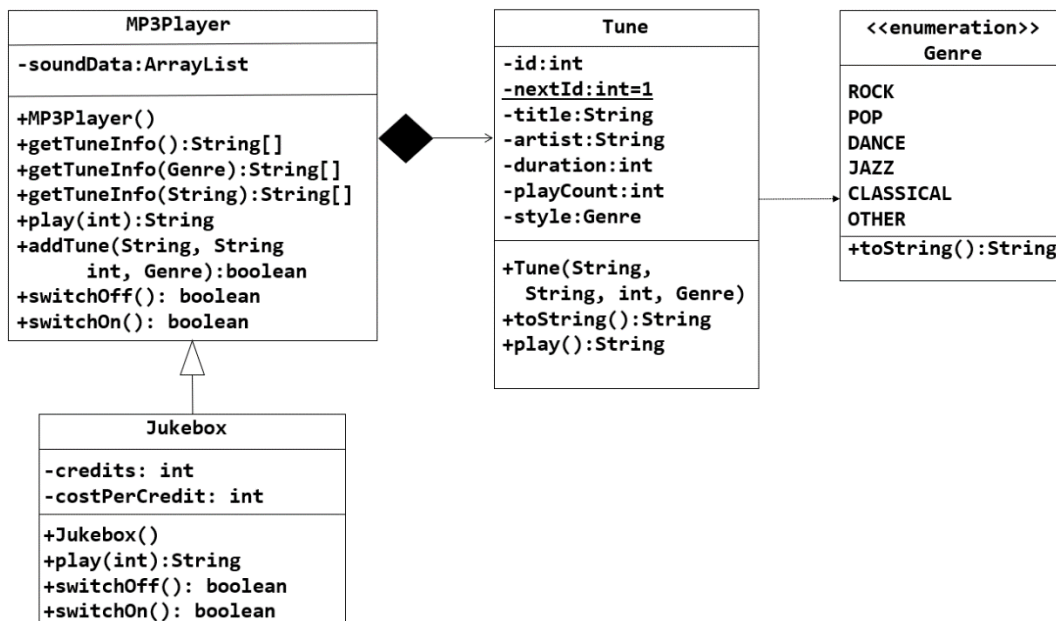 MP3Player
-soundData:ArrayList
+MP3Player()
+getTuneInfo():String[]
+getTuneInfo(Genre):String[]
+getTuneInfo(String):String[]
+play(int):String
+addTune(String, String
int, Genre):boolean
+switchOff(): boolean
+switchOn(): boolean
Tune
-id:int
-nextId:int=1
-title:String
-artist:String
-duration:int
-playCount:int
-style:Genre
+Tune(String,
String, int, Genre)
+toString():String
+play():String
<<enumeration>>
Genre
ROCK
POP
DANCE
JAZZ
CLASSICAL
OTHER
+toString():String
Jukebox
-credits: int
-costPerCredit: int
+Jukebox()
+play(int):String
+switchOff(): boolean
+switchOn(): boolean